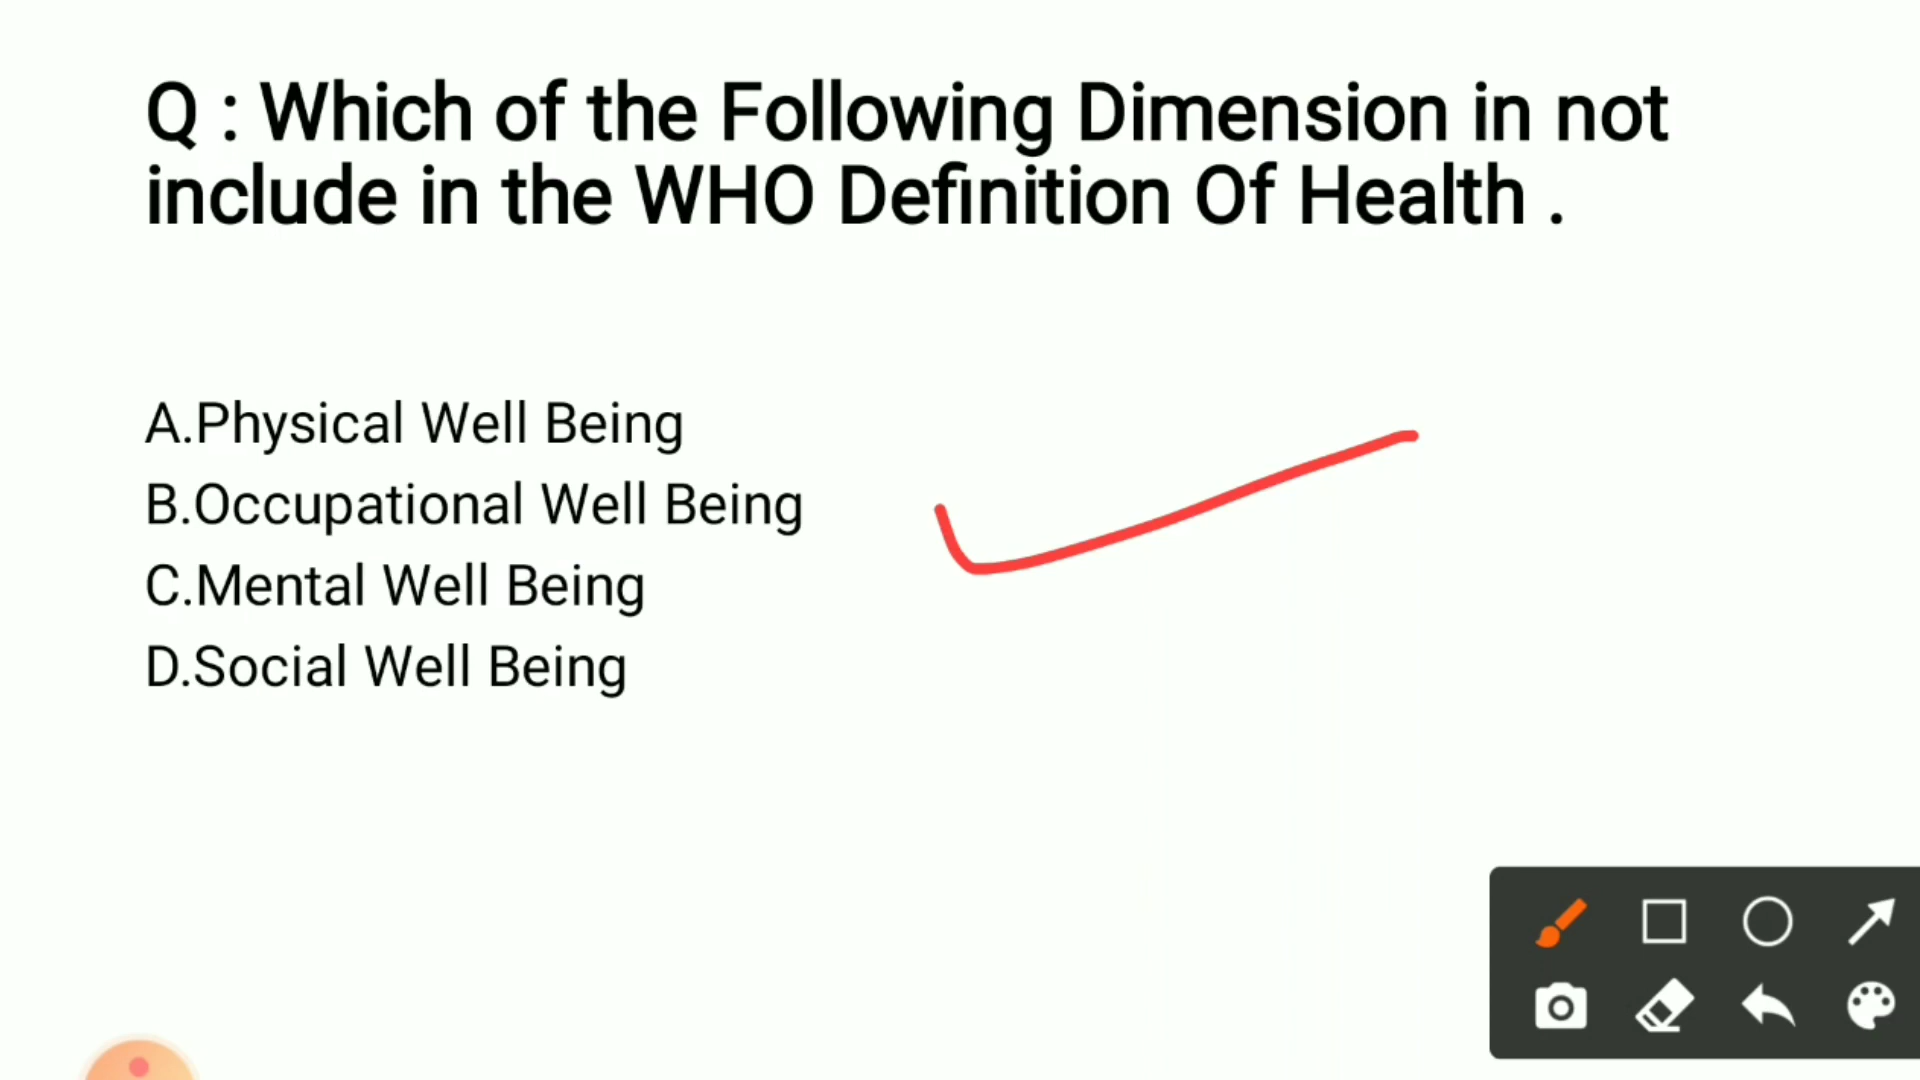 Q : Which of the Following Dimension in not
include in the WHO Definition Of Health .
A.Physical Well Being
B.Occupational Well Being
C.Mental Well Being
D.Social Well Being